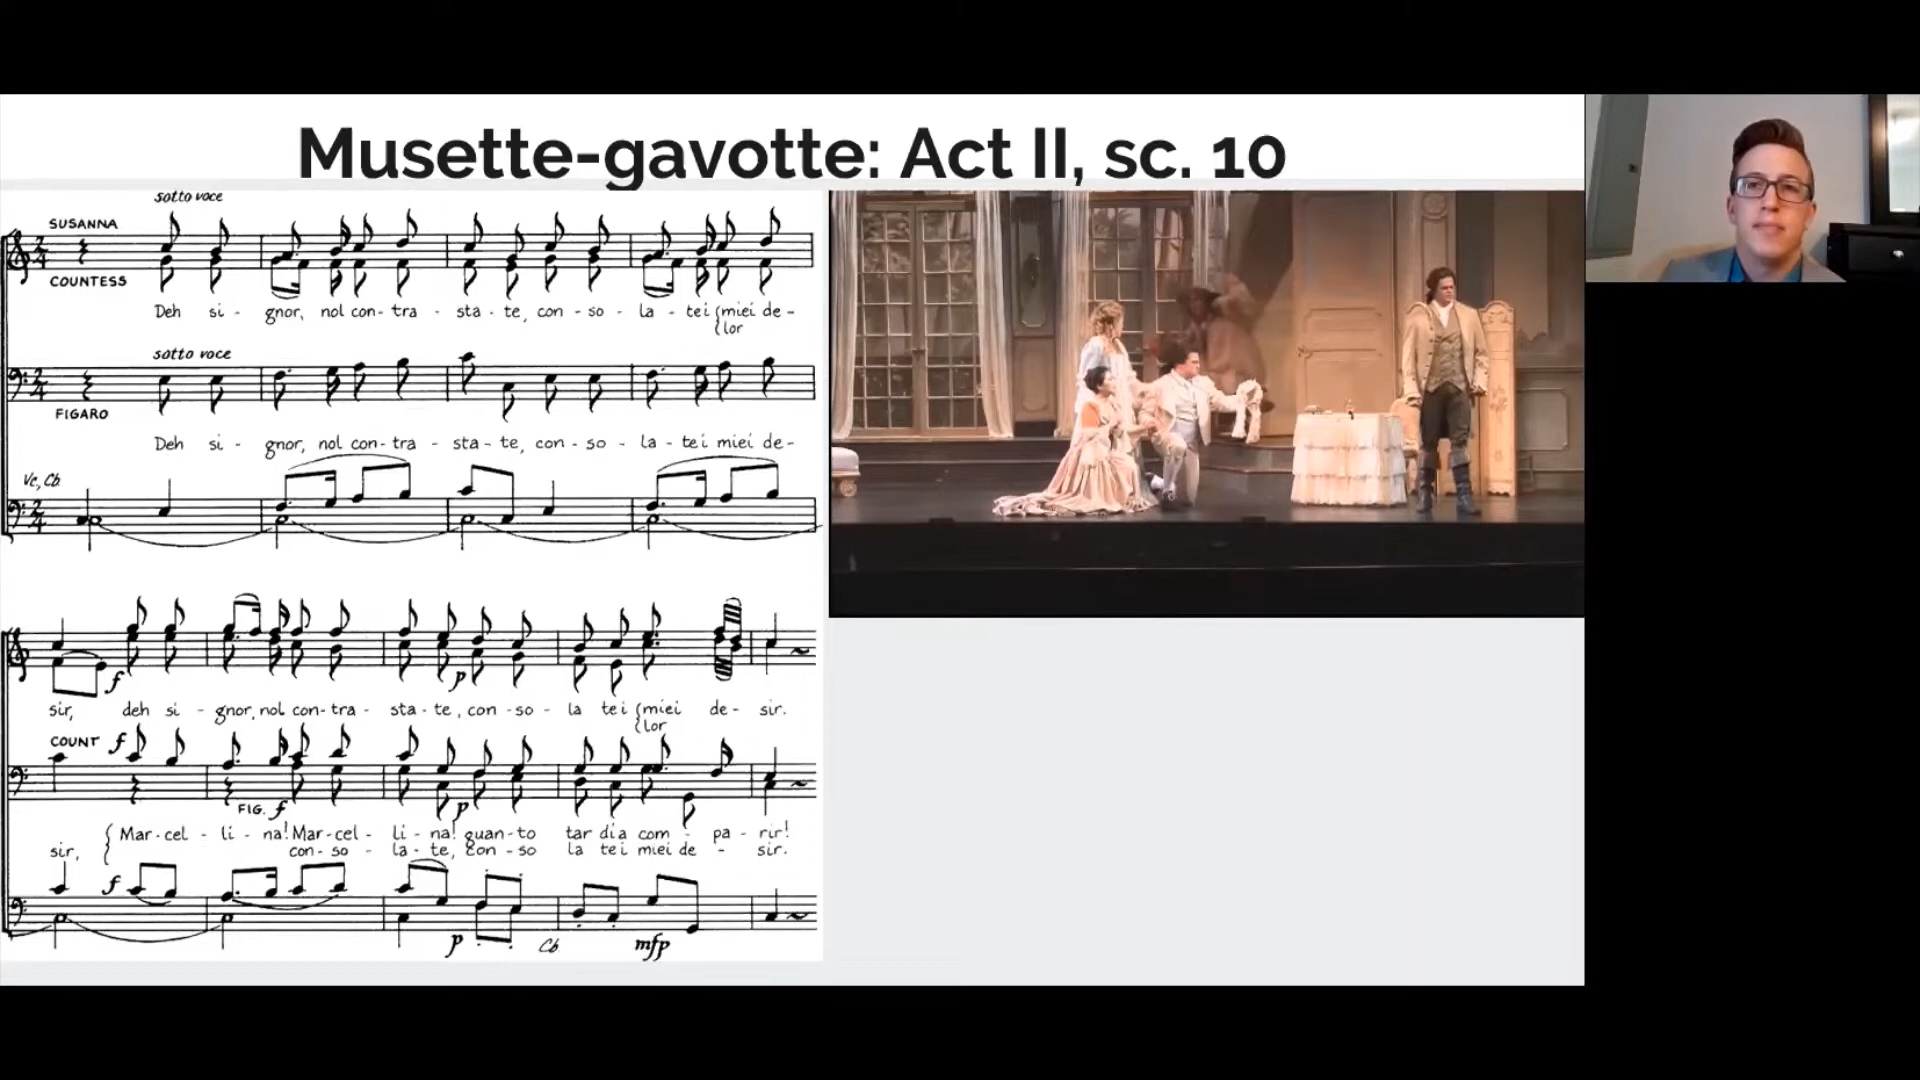 Musette-gavotte: Act II, sc. 10
sotto voce
SUSANNA
COUNTESS
Deh si - gnor, nol con - tra - sta - te, con - so - la - tei {miei de -
{lor
sotto voce
FIGARO
Deh si - gnor, nol con - tra - sta - te, con - so - la - tei miei de -
Vc, Cb
f p
sir, deh si - gnor, nol con - tra - sta - te, con - so - la tei {miei de - sir.
{lor
COUNT f
FIG. f p
{Mar - cel - li - na! Mar - cel - li - na! quan - to tar di a com - pa - rir!
sir, con - so - la - te, con - so la tei miei de - sir.
f
p Cb mfp